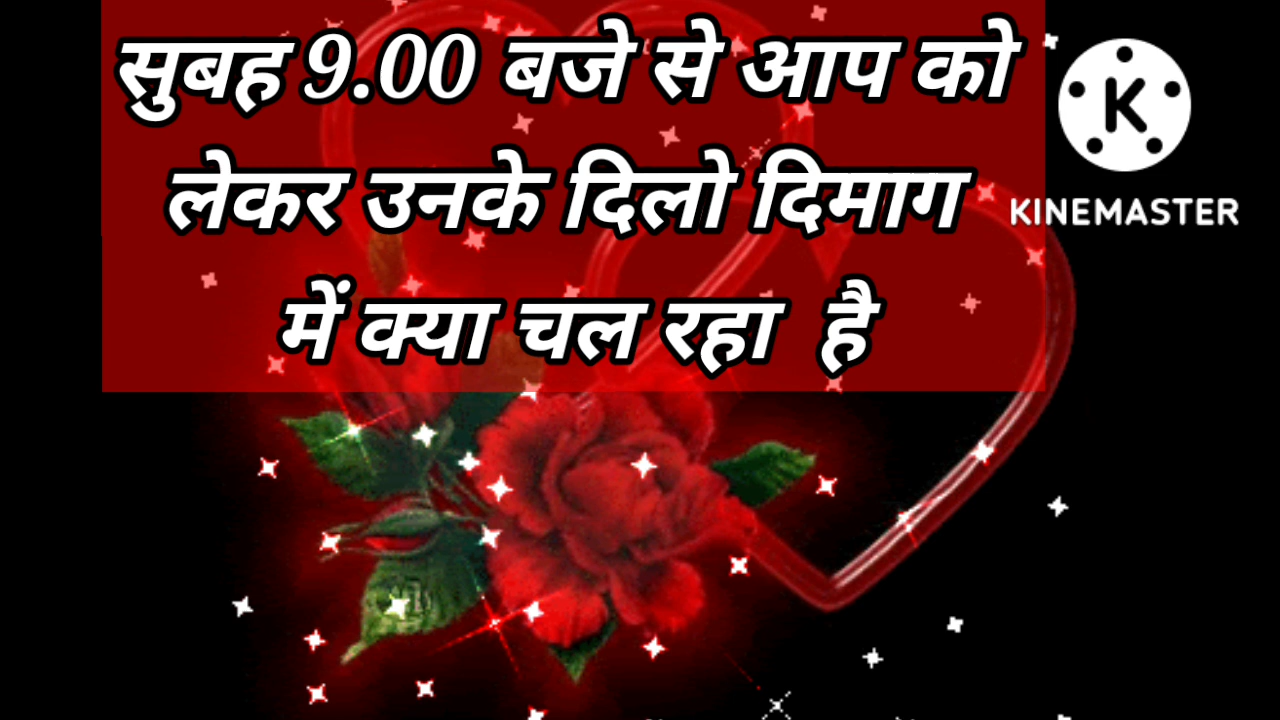 सुबह 9.00 बजे से आप को
लेकर उनके दिलो दिमाग
में क्या चल रहा है
K
KINEMASTER